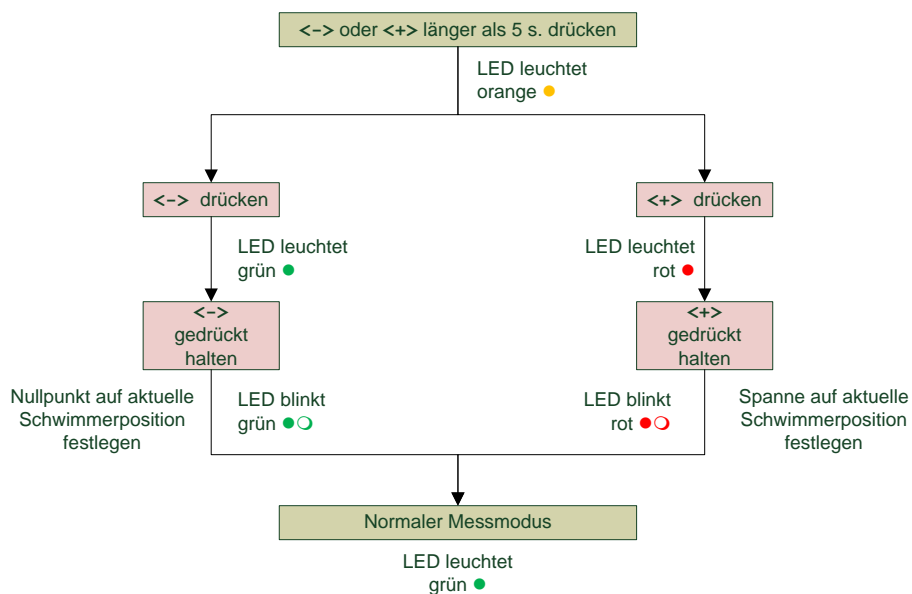 <-> oder <+> länger als 5 s. drücken
LED leuchtet
orange
<-> drücken
<+> drücken
LED leuchtet
grün
LED leuchtet
rot
<->
gedrückt
halten
<+>
gedrückt
halten
Nullpunkt auf aktuelle
Schwimmerposition
festlegen
LED blinkt
grün
LED blinkt
rot
Spanne auf aktuelle
Schwimmerposition
festlegen
Normaler Messmodus
LED leuchtet
grün